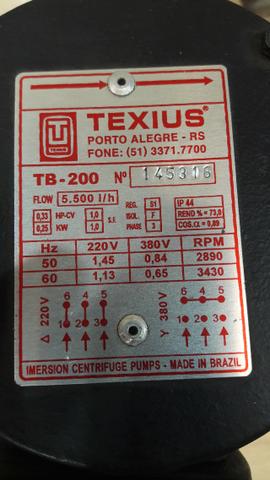 TEXIUS®
TEXIUS
PORTO ALEGRE - RS
FONE: (51) 3371.7700
TB-200 Nº 145316
FLOW 5.500 l/h
0,33 HP-CV 1,0
0,25 KW 1,0
S.F.
REG. S1
ISOL. F
PHASE 3
IP 44
REND % = 73,0
COS.α = 0,89
Hz 220V 380V RPM
50 1,45 0,84 2890
60 1,13 0,65 3430
Δ 220V
6 4 5
1 2 3
Y 380V
6 4 5
1 2 3
IMERSION CENTRIFUGE PUMPS - MADE IN BRAZIL